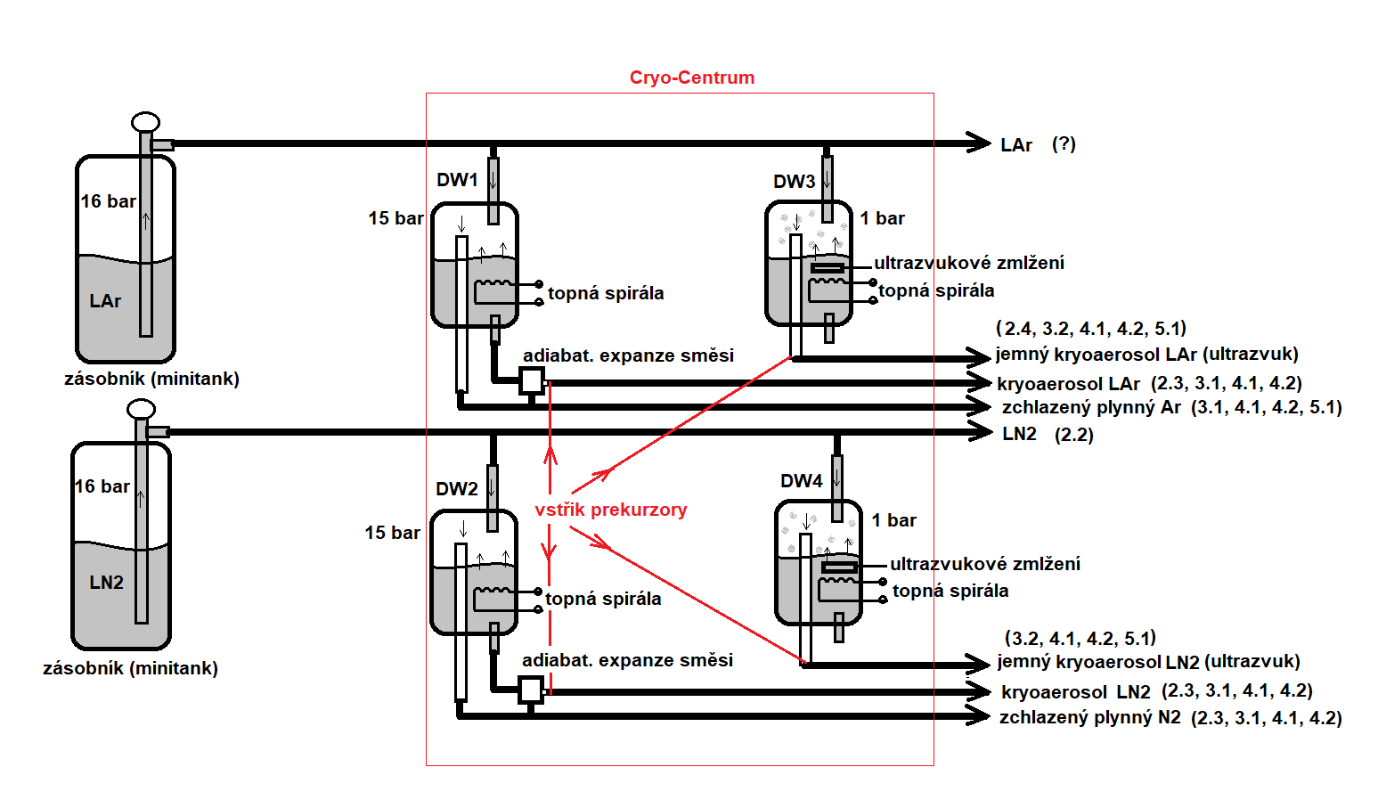 Cryo-Centrum
LAr (?)
16 bar
DW1
DW3
15 bar
1 bar
ultrazvukové zmlžení
topná spirála
topná spirála
LAr
(2.4, 3.2, 4.1, 4.2, 5.1)
adiabat. expanze směsi
jemný kryoaerosol LAr (ultrazvuk)
zásobník (minitank)
kryoaerosol LAr (2.3, 3.1, 4.1, 4.2)
zchlazený plynný Ar (3.1, 4.1, 4.2, 5.1)
LN2 (2.2)
16 bar
DW2
DW4
vstřik prekurzory
15 bar
1 bar
ultrazvukové zmlžení
LN2
topná spirála
topná spirála
(3.2, 4.1, 4.2, 5.1)
zásobník (minitank)
adiabat. expanze směsi
jemný kryoaerosol LN2 (ultrazvuk)
kryoaerosol LN2 (2.3, 3.1, 4.1, 4.2)
zchlazený plynný N2 (2.3, 3.1, 4.1, 4.2)